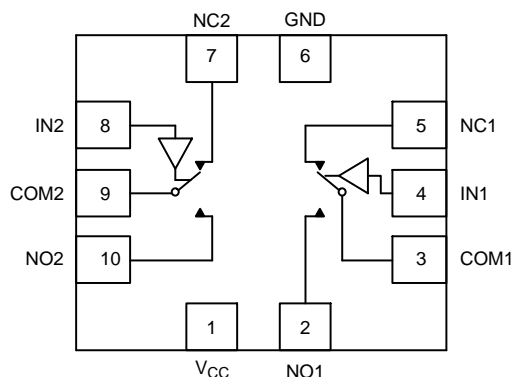 NC2 GND
7 6
IN2 8 5 NC1
COM2 9 4 IN1
NO2 10 3 COM1
1 2
VCC NO1